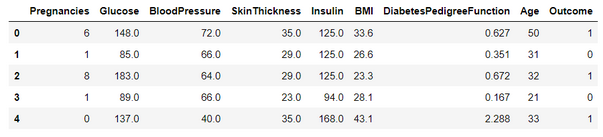 Pregnancies Glucose BloodPressure SkinThickness Insulin BMI DiabetesPedigreeFunction Age Outcome
0 6 148.0 72.0 35.0 125.0 33.6 0.627 50 1
1 1 85.0 66.0 29.0 125.0 26.6 0.351 31 0
2 8 183.0 64.0 29.0 125.0 23.3 0.672 32 1
3 1 89.0 66.0 23.0 94.0 28.1 0.167 21 0
4 0 137.0 40.0 35.0 168.0 43.1 2.288 33 1